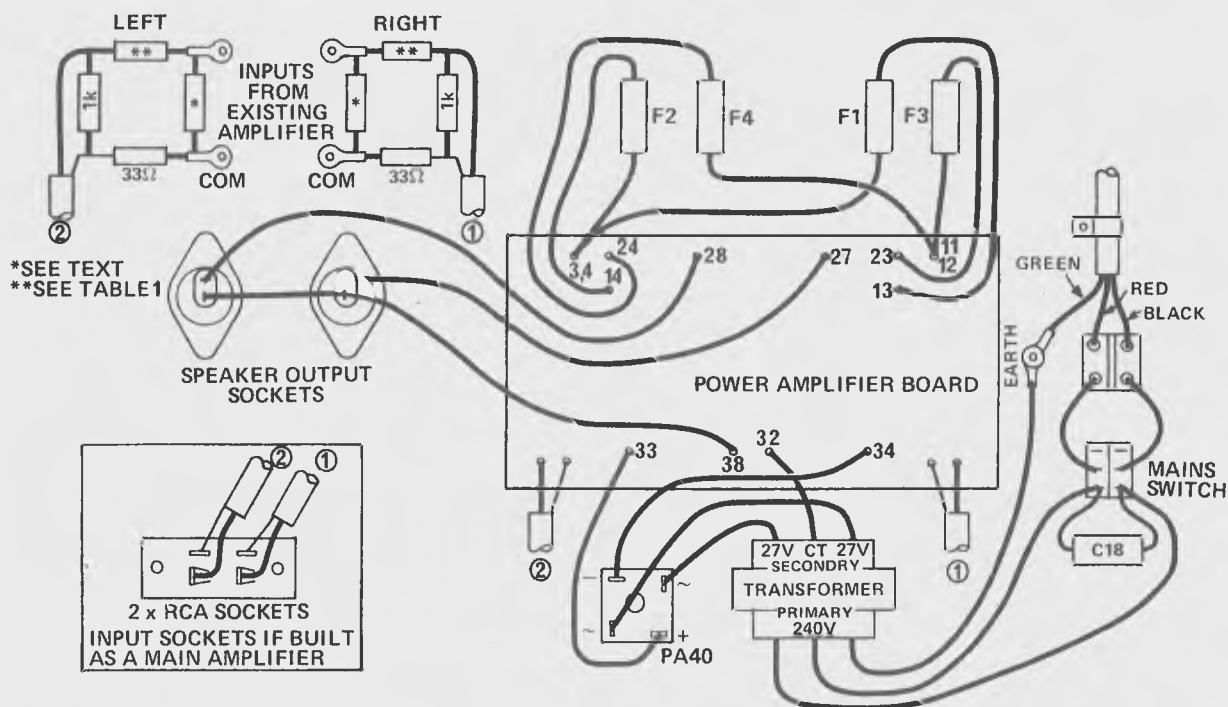 LEFT
RIGHT
**
**
1k
*
*
1k
INPUTS
FROM
EXISTING
AMPLIFIER
33Ω
COM
COM
33Ω
②
①
*SEE TEXT
**SEE TABLE 1
F2
F4
F1
F3
3,4
24
14
28
27
23
11
12
13
GREEN
RED
BLACK
EARTH
SPEAKER OUTPUT
SOCKETS
POWER AMPLIFIER BOARD
33
38
32
34
MAINS
SWITCH
C18
②
①
27V CT 27V
SECONDRY
TRANSFORMER
PRIMARY
240V
−
~
~
+
PA40
②
①
2 x RCA SOCKETS
INPUT SOCKETS IF BUILT
AS A MAIN AMPLIFIER